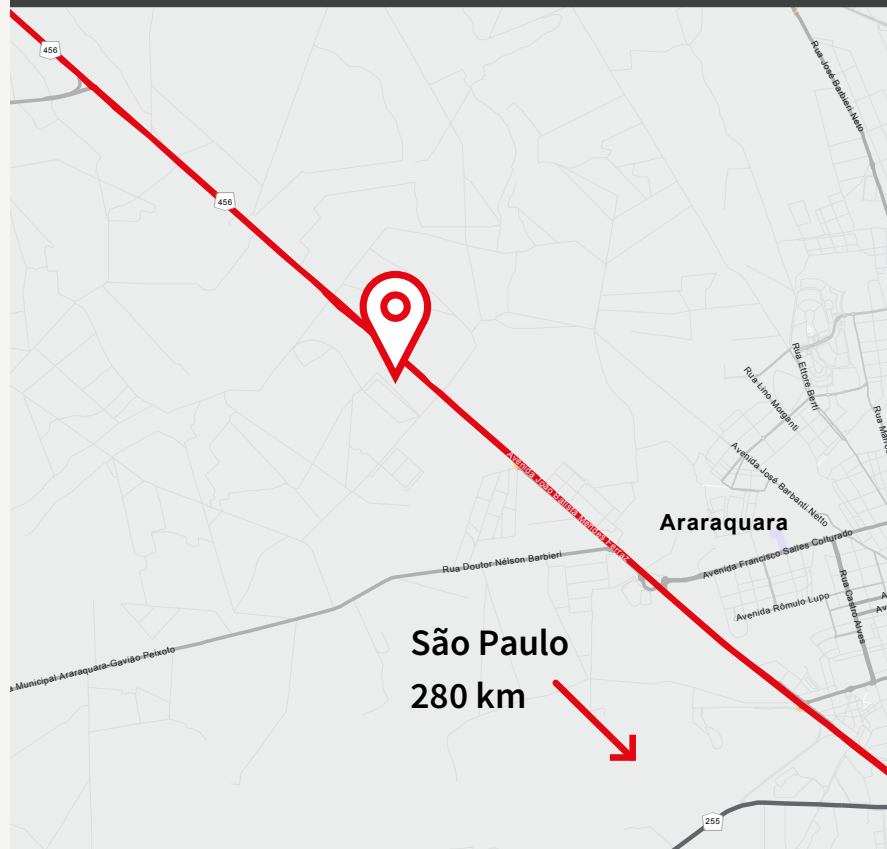 456
Rua José Barbieri Neto
456
Rua Ettore Berti
Rua Lino Morganti
Avenida José Barbanti Netto
Avenida João Batista Mendes Ferraz
Araraquara
Avenida Francisco Salles Colturado
Rua Doutor Nélson Barbieri
Rua Castro Alves
Avenida Rômulo Lupo
São Paulo
280 km
Municipal Araraquara-Gavião Peixoto
255